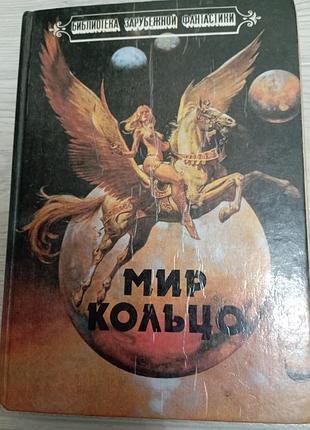 БИБЛИОТЕКА ЗАРУБЕЖНОЙ ФАНТАСТИКИ
МИР
КОЛЬЦО